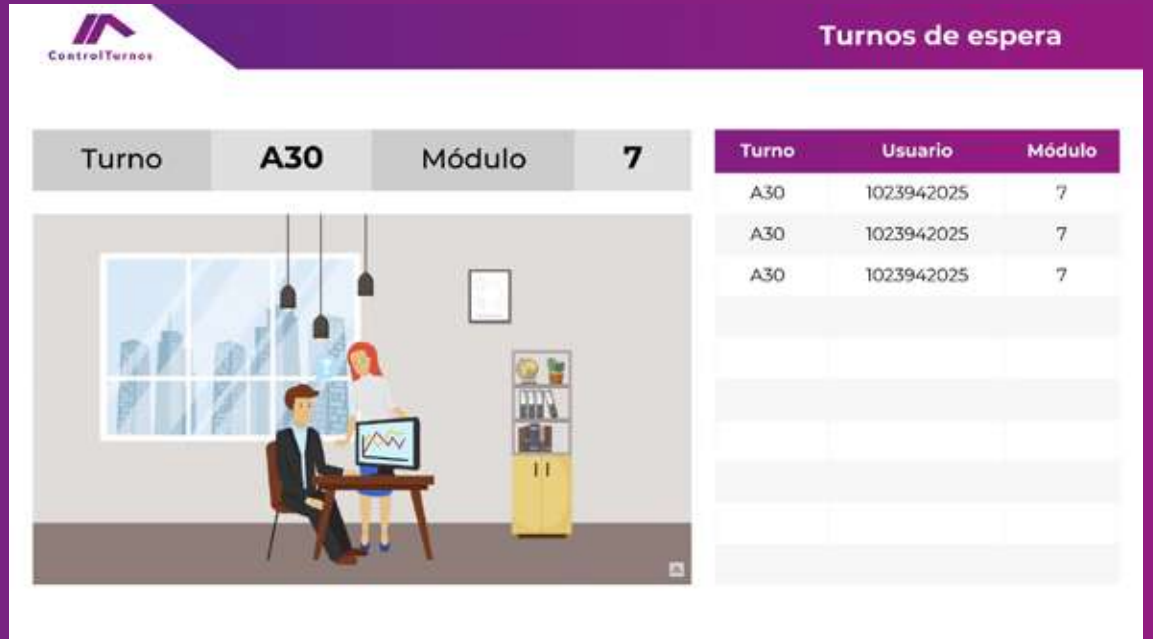 ControlTurnos
Turnos de espera
Turno A30 Módulo 7
Turno Usuario Módulo
A30 1023942025 7
A30 1023942025 7
A30 1023942025 7